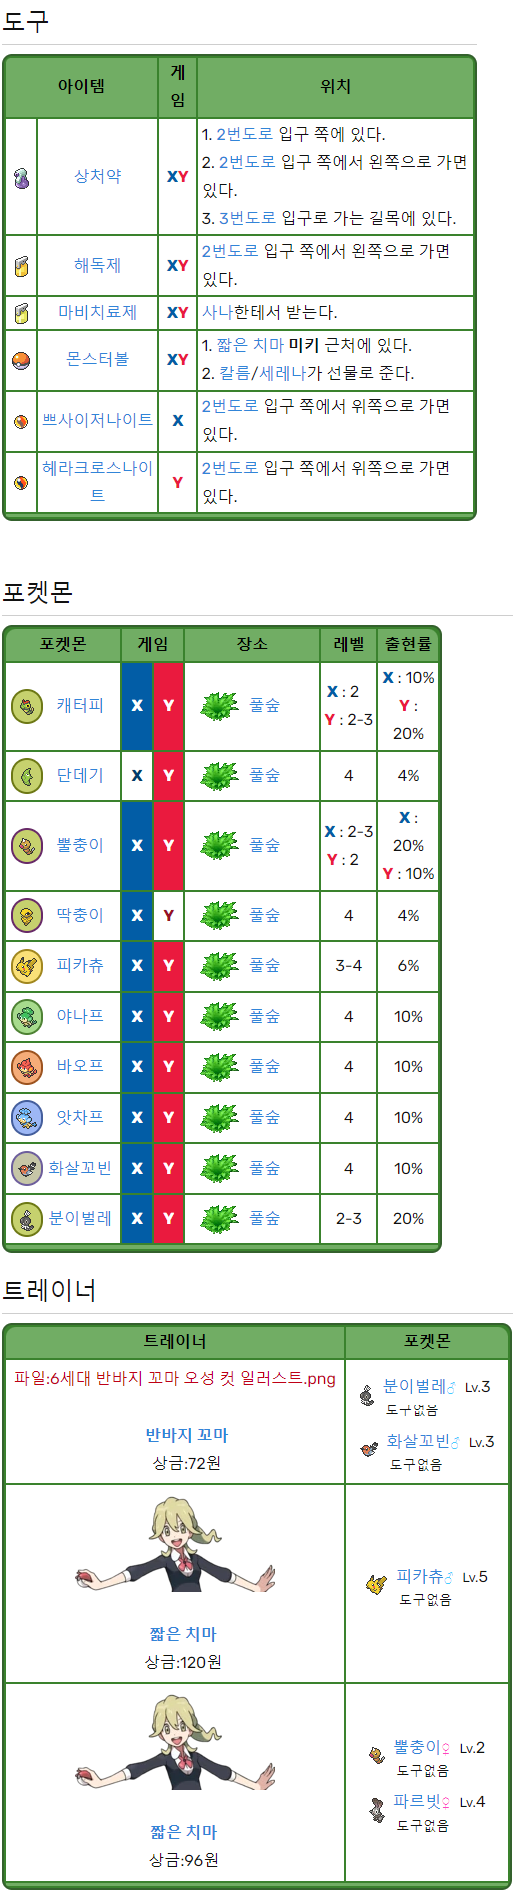 도구
아이템 게임 위치
상처약 XY 1. 2번도로 입구 쪽에 있다.
2. 2번도로 입구 쪽에서 왼쪽으로 가면
있다.
3. 3번도로 입구로 가는 길목에 있다.
해독제 XY 2번도로 입구 쪽에서 왼쪽으로 가면
있다.
마비치료제 XY 사나한테서 받는다.
몬스터볼 XY 1. 짧은 치마 미키 근처에 있다.
2. 칼름/세레나가 선물로 준다.
쁘사이저나이트 X 2번도로 입구 쪽에서 위쪽으로 가면
있다.
헤라크로스나이트 Y 2번도로 입구 쪽에서 위쪽으로 가면
있다.
포켓몬
포켓몬 게임 장소 레벨 출현률
캐터피 X Y 풀숲 X : 2
Y : 2-3
X : 10%
Y :
20%
단데기 X Y 풀숲 4 4%
뿔충이 X Y 풀숲 X : 2-3
Y : 2
X :
20%
Y : 10%
딱충이 X Y 풀숲 4 4%
피카츄 X Y 풀숲 3-4 6%
야나프 X Y 풀숲 4 10%
바오프 X Y 풀숲 4 10%
앗차프 X Y 풀숲 4 10%
화살꼬빈 X Y 풀숲 4 10%
분이벌레 X Y 풀숲 2-3 20%
트레이너
트레이너 포켓몬
파일:6세대 반바지 꼬마 오성 컷 일러스트.png
반바지 꼬마
상금:72원
분이벌레♂ Lv.3
도구없음
화살꼬빈♂ Lv.3
도구없음
짧은 치마
상금:120원
피카츄♂ Lv.5
도구없음
짧은 치마
상금:96원
뿔충이♀ Lv.2
도구없음
파르빗♀ Lv.4
도구없음